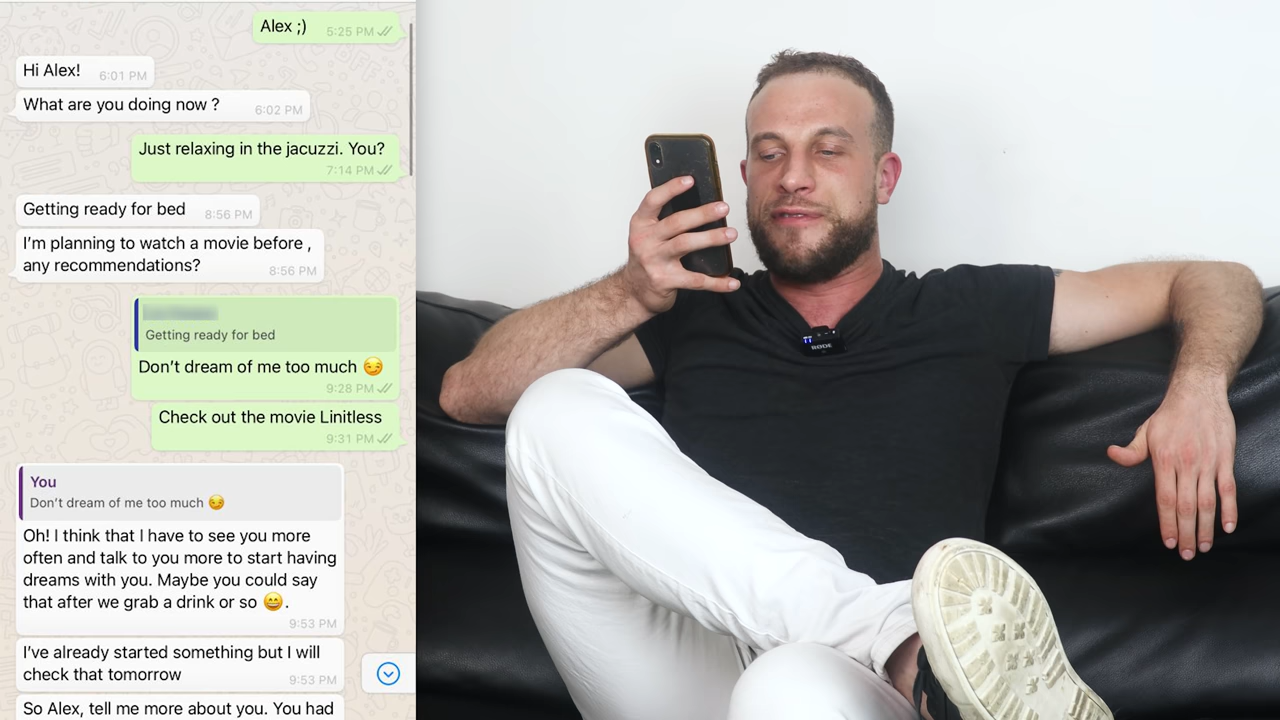 Alex ;) 5:25 PM
Hi Alex! 6:01 PM
What are you doing now ? 6:02 PM
Just relaxing in the jacuzzi. You?
7:14 PM
Getting ready for bed 8:56 PM
I'm planning to watch a movie before ,
any recommendations? 8:56 PM
Getting ready for bed
Don't dream of me too much 😏
9:28 PM
Check out the movie Linitless
9:31 PM
You
Don't dream of me too much 😏
Oh! I think that I have to see you more
often and talk to you more to start having
dreams with you. Maybe you could say
that after we grab a drink or so 😄.
9:53 PM
I've already started something but I will
check that tomorrow 9:53 PM
So Alex, tell me more about you. You had
RODE